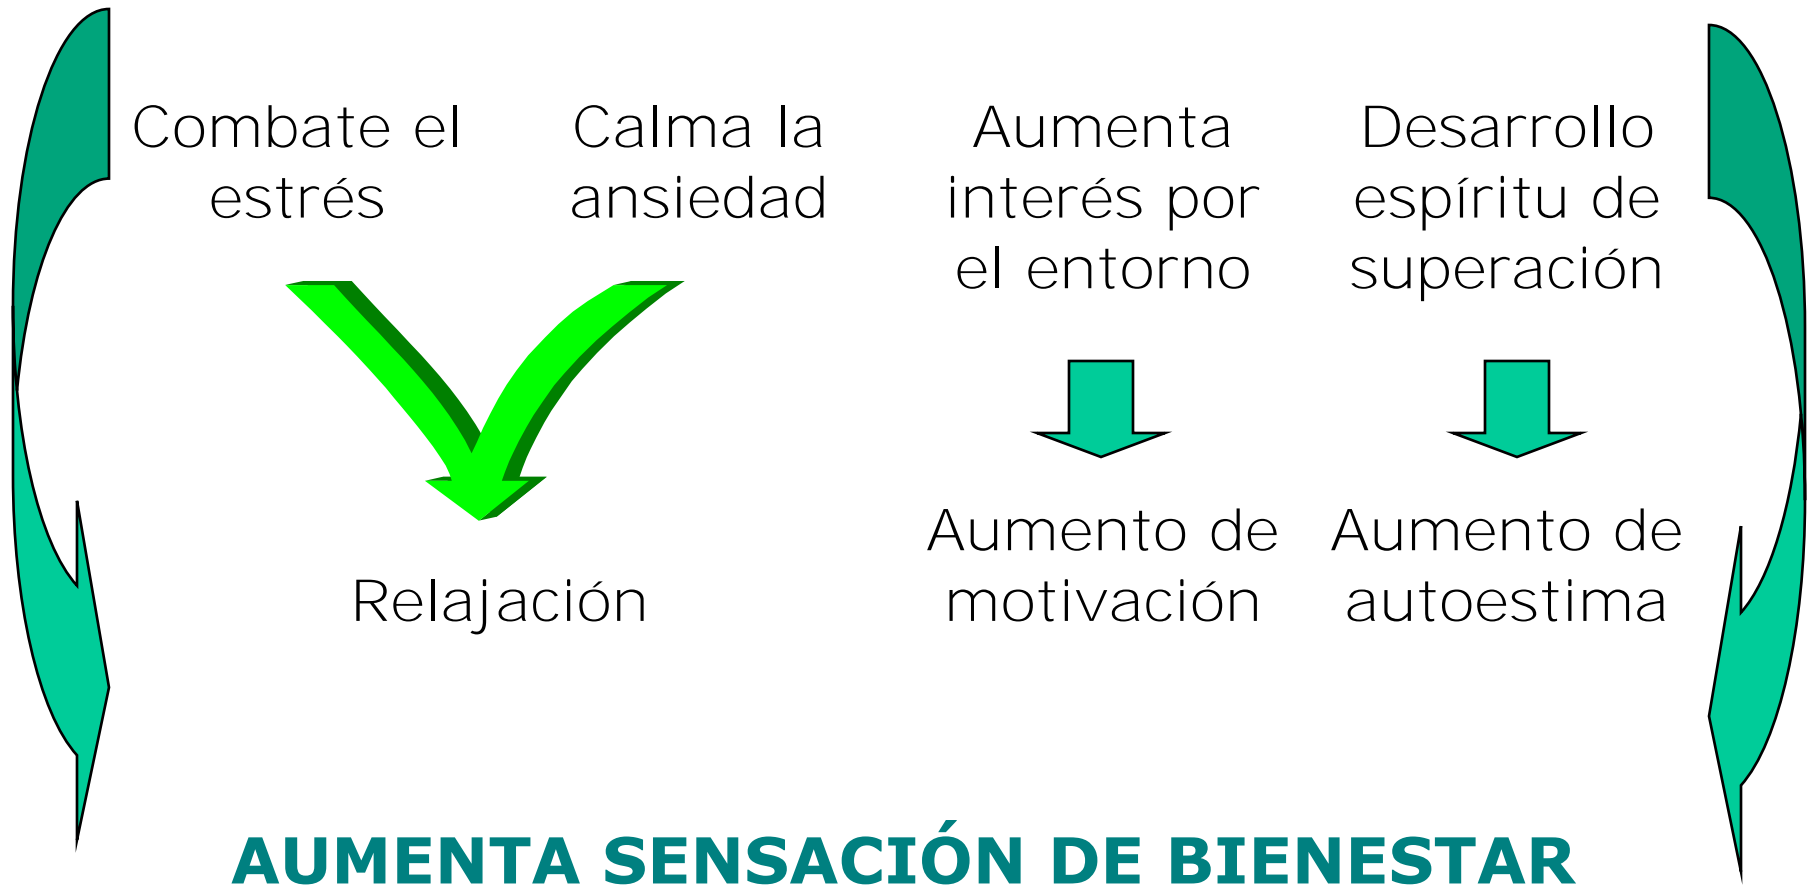 Combate el
estrés
Calma la
ansiedad
Aumenta
interés por
el entorno
Desarrollo
espíritu de
superación
Relajación
Aumento de
motivación
Aumento de
autoestima
AUMENTA SENSACIÓN DE BIENESTAR